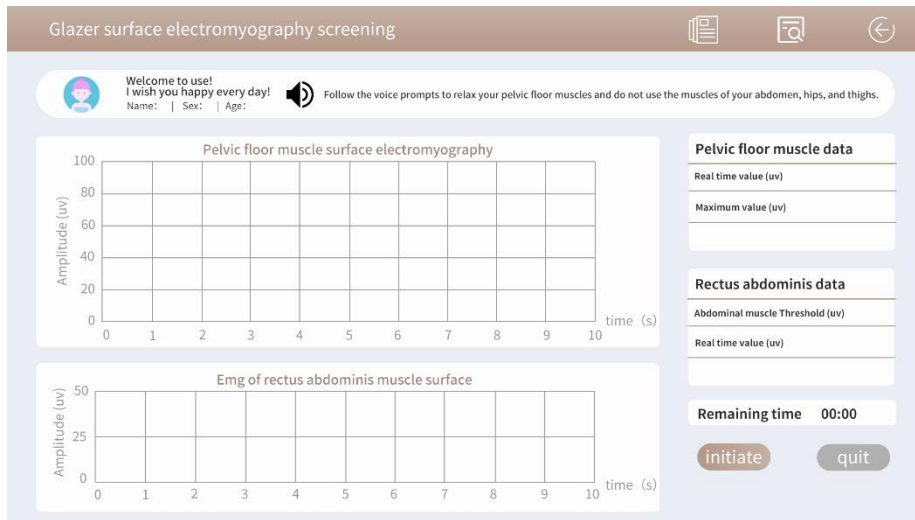 Glazer surface electromyography screening
Welcome to use!
I wish you happy every day!
Name: | Sex: | Age:
Follow the voice prompts to relax your pelvic floor muscles and do not use the muscles of your abdomen, hips, and thighs.
Pelvic floor muscle surface electromyography
Amplitude (uv)
100
80
60
40
20
0
0 1 2 3 4 5 6 7 8 9 10
time (s)
Emg of rectus abdominis muscle surface
Amplitude (uv)
50
25
0
0 1 2 3 4 5 6 7 8 9 10
time (s)
Pelvic floor muscle data
Real time value (uv)
Maximum value (uv)
Rectus abdominis data
Abdominal muscle Threshold (uv)
Real time value (uv)
Remaining time 00:00
initiate quit